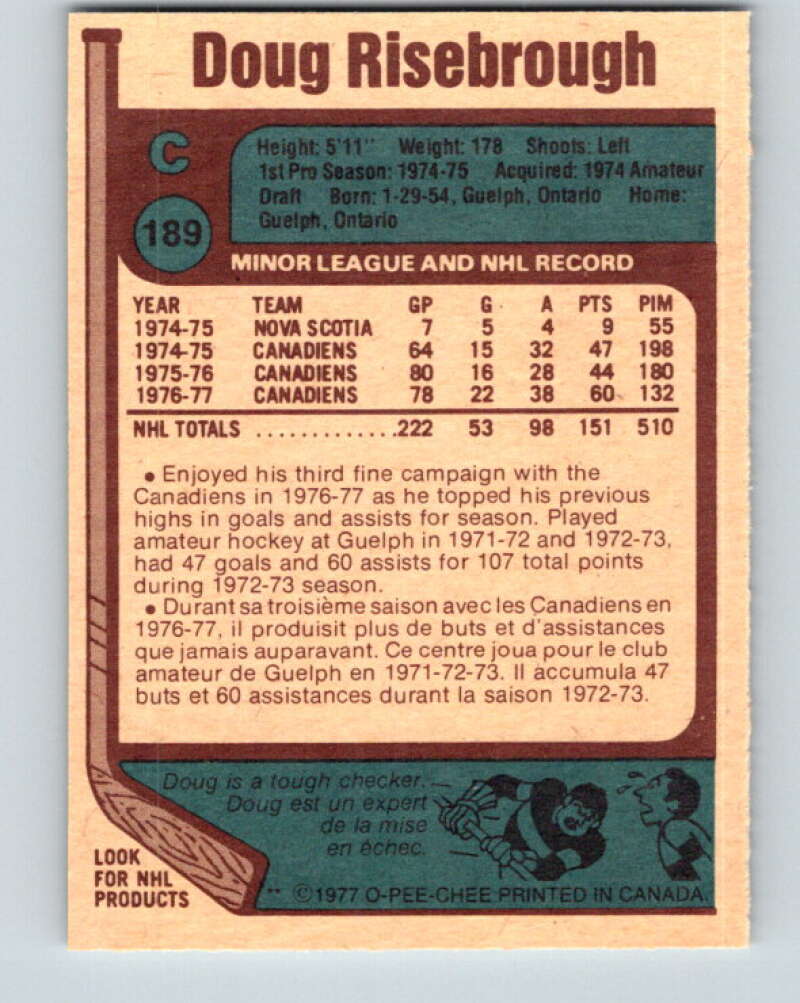 Doug Risebrough
C
Height: 5'11" Weight: 178 Shoots: Left
1st Pro Season: 1974-75 Acquired: 1974 Amateur
Draft Born: 1-29-54, Guelph, Ontario Home:
Guelph, Ontario
189
MINOR LEAGUE AND NHL RECORD
YEAR TEAM GP G A PTS PIM
1974-75 NOVA SCOTIA 7 5 4 9 55
1974-75 CANADIENS 64 15 32 47 198
1975-76 CANADIENS 80 16 28 44 180
1976-77 CANADIENS 78 22 38 60 132
NHL TOTALS .............222 53 98 151 510
• Enjoyed his third fine campaign with the
Canadiens in 1976-77 as he topped his previous
highs in goals and assists for season. Played
amateur hockey at Guelph in 1971-72 and 1972-73,
had 47 goals and 60 assists for 107 total points
during 1972-73 season.
• Durant sa troisième saison avec les Canadiens en
1976-77, il produisit plus de buts et d'assistances
que jamais auparavant. Ce centre joua pour le club
amateur de Guelph en 1971-72-73. Il accumula 47
buts et 60 assistances durant la saison 1972-73.
Doug is a tough checker.
Doug est un expert
de la mise
en échec.
LOOK
FOR NHL
PRODUCTS
** ©1977 O-PEE-CHEE PRINTED IN CANADA.